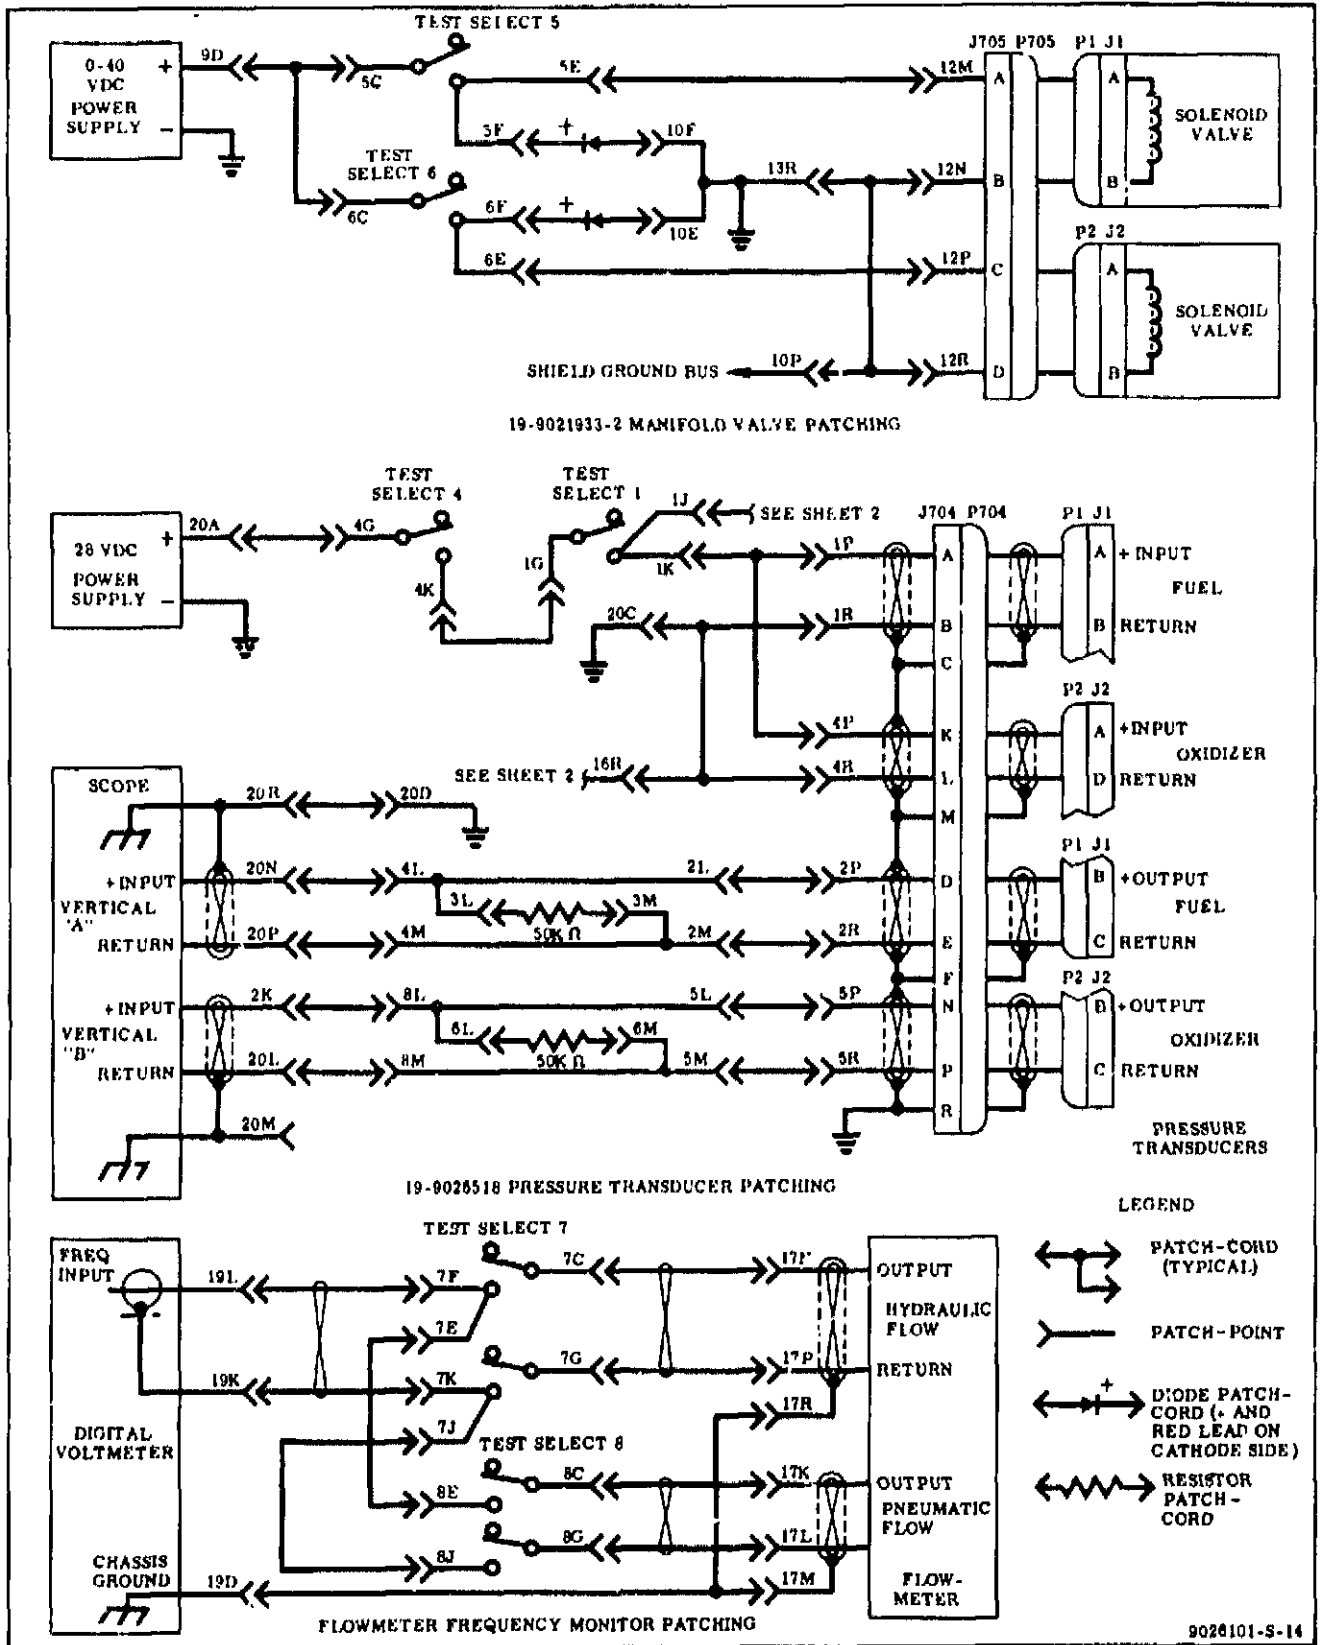 TEST SELECT 5
0-40
VDC
POWER
SUPPLY
+
-
9D
5C
5E
12M
J705 P705
P1 J1
A
A
SOLENOID
VALVE
5F
+
10F
TEST
SELECT 6
6C
6F
+
10E
13R
12N
B
B
P2 J2
6E
12P
C
A
SOLENOID
VALVE
SHIELD GROUND BUS
10P
12R
D
B
19-9021933-2 MANIFOLD VALVE PATCHING
TEST
SELECT 4
TEST
SELECT 1
1J
SEE SHEET 2
J704 P704
P1 J1
28 VDC
POWER
SUPPLY
+
-
20A
4G
4K
1G
1K
1P
A
A
+ INPUT
FUEL
20C
1R
B
B
RETURN
C
P2 J2
4P
K
A
+INPUT
OXIDIZER
SEE SHEET 2
16R
4R
L
D
RETURN
M
SCOPE
20R
20D
P1 J1
+INPUT
20N
4L
2L
2P
D
B
+OUTPUT
FUEL
VERTICAL
"A"
3L
50K Ω
3M
RETURN
20P
4M
2M
2R
E
C
RETURN
F
P2 J2
+INPUT
2K
8L
5L
5P
N
B
+OUTPUT
OXIDIZER
VERTICAL
"B"
6L
50K Ω
6M
RETURN
20L
8M
5M
5R
P
C
RETURN
20M
R
PRESSURE
TRANSDUCERS
19-9026518 PRESSURE TRANSDUCER PATCHING
LEGEND
TEST SELECT 7
FREQ
INPUT
19L
7F
7C
OUTPUT
PATCH-CORD
(TYPICAL)
7E
HYDRAULIC
FLOW
PATCH-POINT
19K
7K
7G
17P
RETURN
7J
17R
DIGITAL
VOLTMETER
+
DIODE PATCH-
CORD (+ AND
RED LEAD ON
CATHODE SIDE)
TEST SELECT 8
8C
17K
OUTPUT
8E
PNEUMATIC
FLOW
RESISTOR
PATCH-
CORD
8G
17L
CHASSIS
GROUND
8J
19D
17M
FLOW-
METER
FLOWMETER FREQUENCY MONITOR PATCHING
9026101-S-14